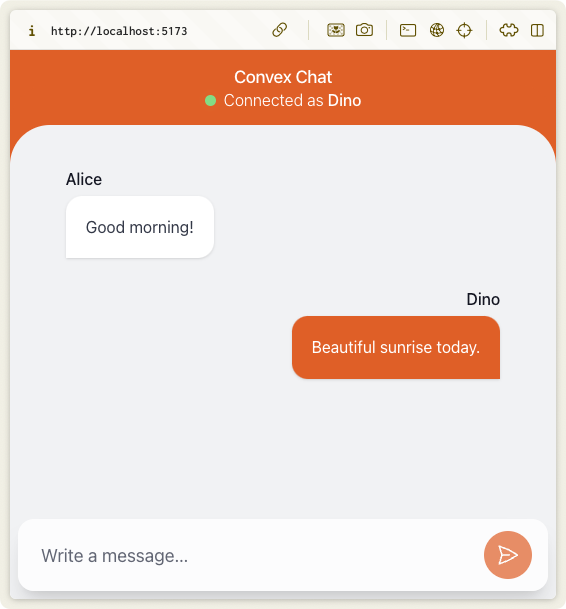 http://localhost:5173
Convex Chat
Connected as Dino
Alice
Good morning!
Dino
Beautiful sunrise today.
Write a message...